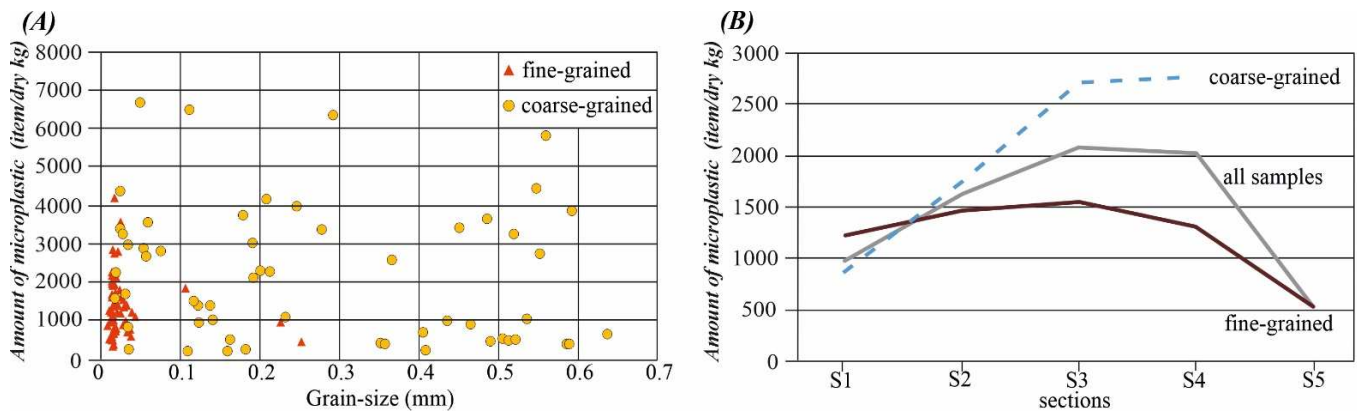 (A)
Amount of microplastic (item/dry kg)
8000
7000
6000
5000
4000
3000
2000
1000
0
0 0.1 0.2 0.3 0.4 0.5 0.6 0.7
Grain-size (mm)
fine-grained
coarse-grained
(B)
Amount of microplastic (item/dry kg)
3000
2500
2000
1500
1000
500
0
S1 S2 S3 S4 S5
sections
coarse-grained
all samples
fine-grained